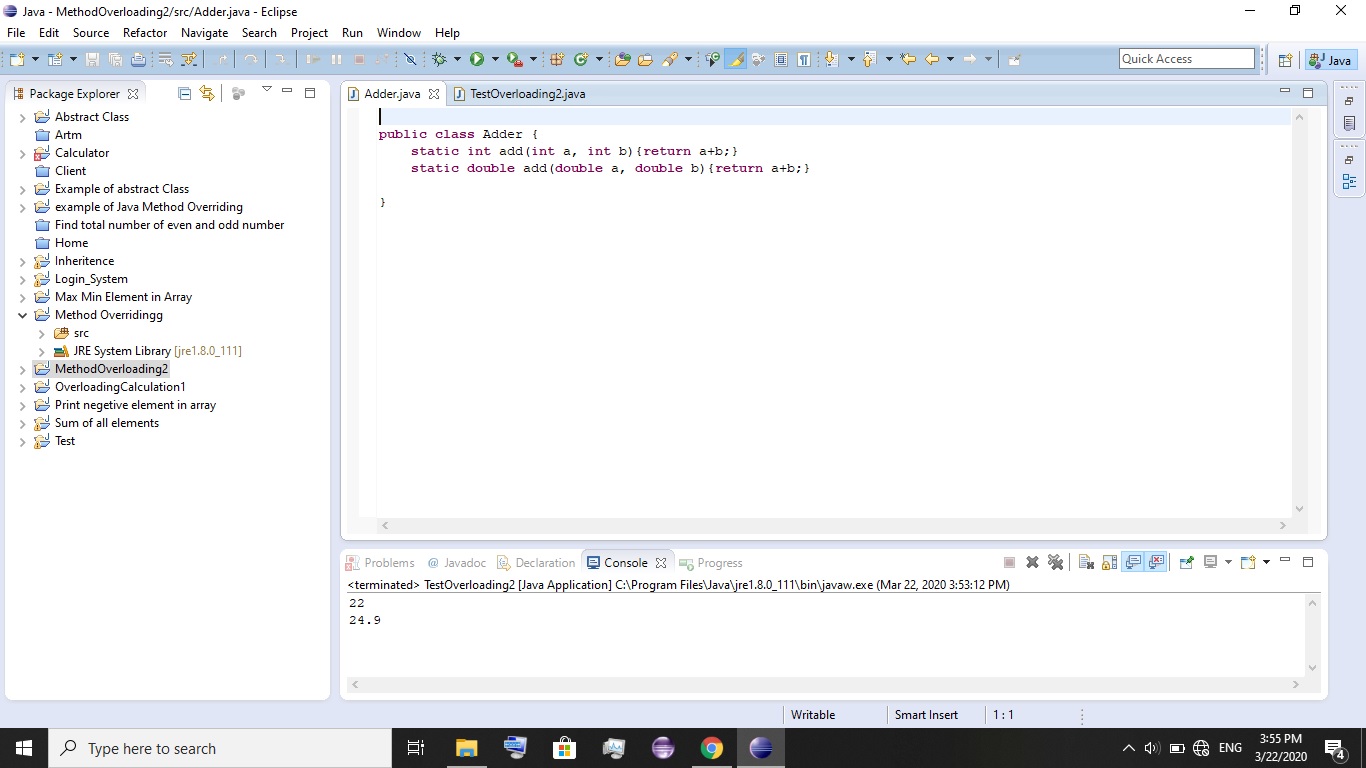 Java - MethodOverloading2/src/Adder.java - Eclipse
File Edit Source Refactor Navigate Search Project Run Window Help
Quick Access
Java
Package Explorer
Abstract Class
Artm
Calculator
Client
Example of abstract Class
example of Java Method Overriding
Find total number of even and odd number
Home
Inheritence
Login_System
Max Min Element in Array
Method Overridingg
src
JRE System Library [jre1.8.0_111]
MethodOverloading2
OverloadingCalculation1
Print negetive element in array
Sum of all elements
Test
Adder.java TestOverloading2.java
public class Adder {
static int add(int a, int b){return a+b;}
static double add(double a, double b){return a+b;}
}
Problems @ Javadoc Declaration Console Progress
<terminated> TestOverloading2 [Java Application] C:\Program Files\Java\jre1.8.0_111\bin\javaw.exe (Mar 22, 2020 3:53:12 PM)
22
24.9
Writable Smart Insert 1 : 1
Type here to search
ENG
3:55 PM
3/22/2020
4